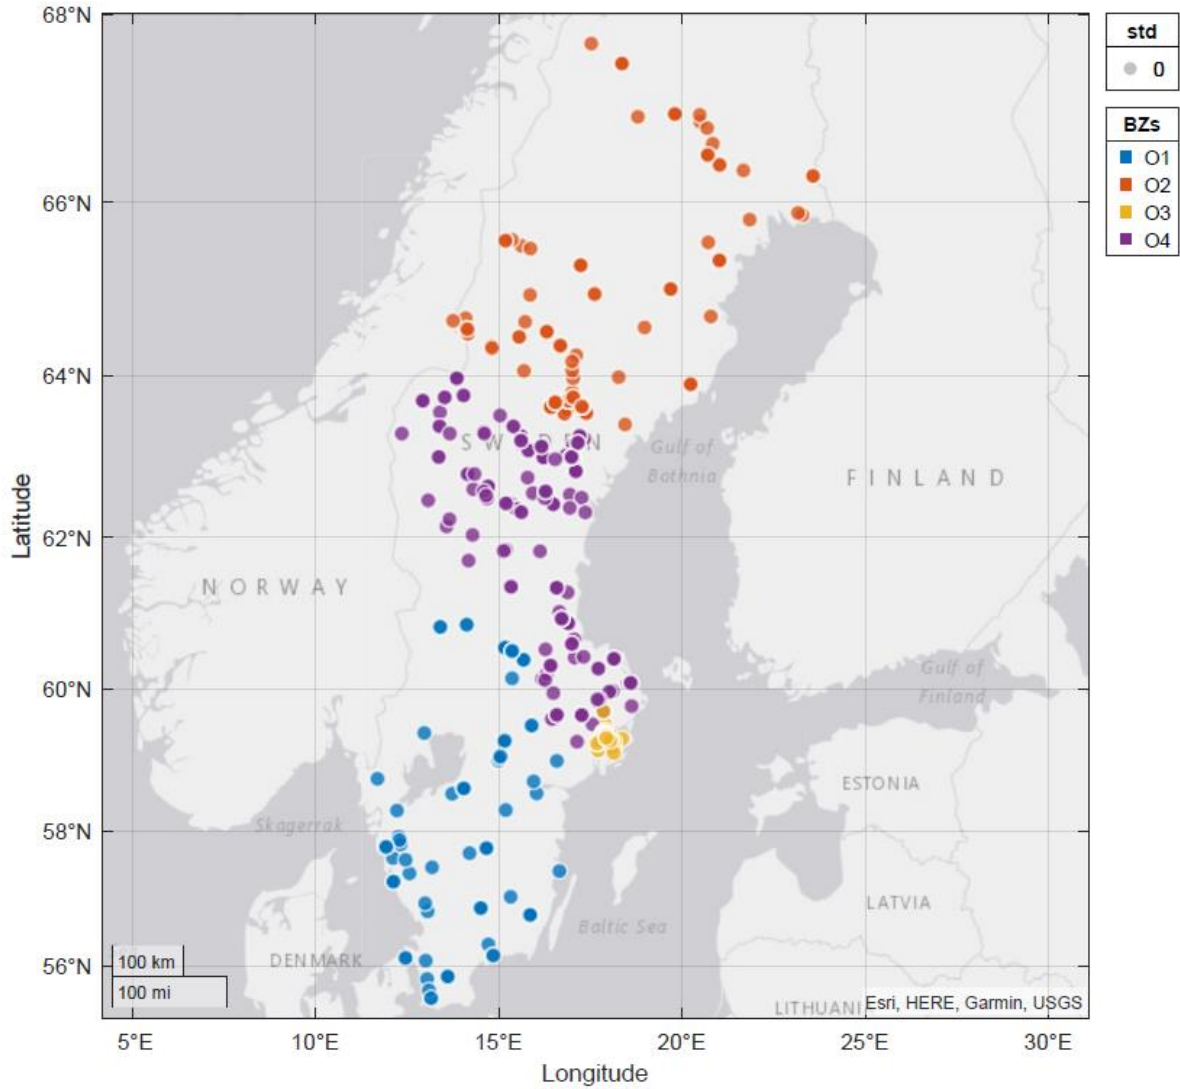 68°N
66°N
64°N
62°N
60°N
58°N
56°N
Latitude
S W E D E N
Gulf of
Bothnia
F I N L A N D
N O R W A Y
Gulf of
Finland
ESTONIA
Skagerrak
LATVIA
Baltic Sea
DENMARK
LITHUANI
100 km
100 mi
Esri, HERE, Garmin, USGS
5°E 10°E 15°E 20°E 25°E 30°E
Longitude
std
0
BZs
O1
O2
O3
O4